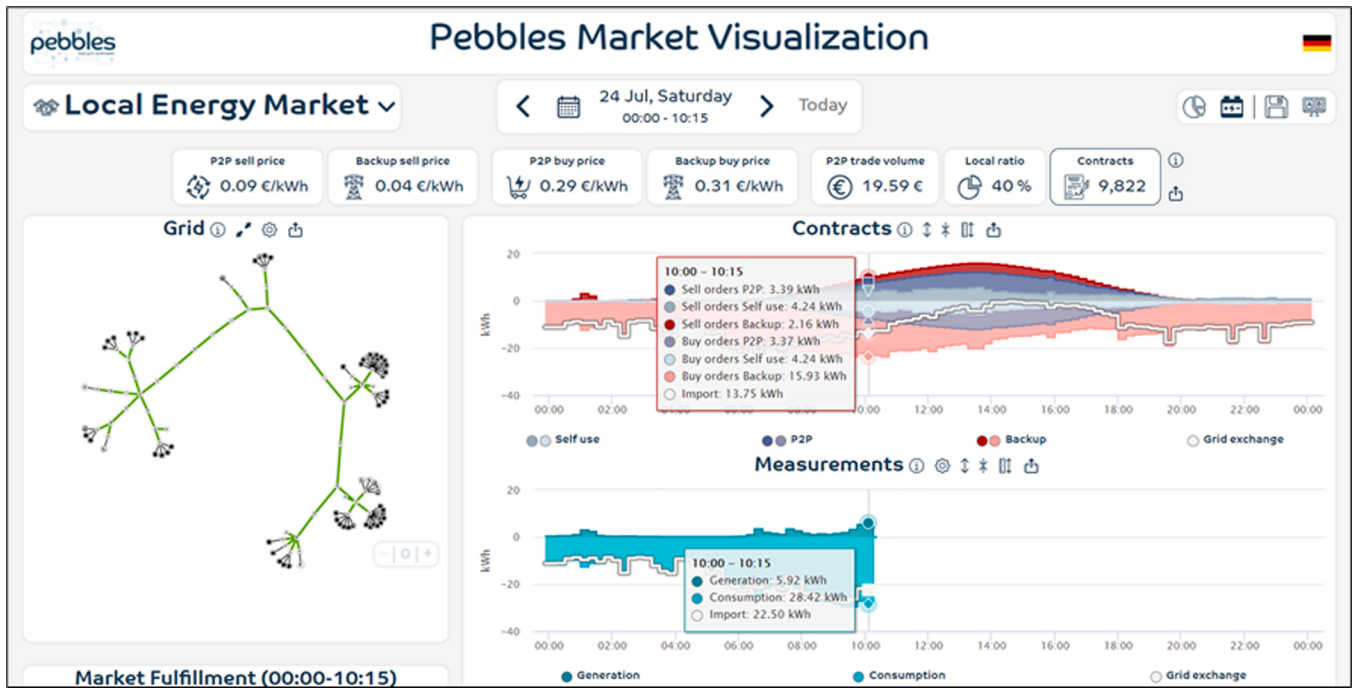 pebbles
Pebbles Market Visualization
Local Energy Market
24 Jul, Saturday
00:00 - 10:15
Today
P2P sell price
0.09 €/kWh
Backup sell price
0.04 €/kWh
P2P buy price
0.29 €/kWh
Backup buy price
0.31 €/kWh
P2P trade volume
19.59 €
Local ratio
40 %
Contracts
9,822
Grid
- | 0 | +
Contracts
kWh
20
0
-20
-40
10:00 – 10:15
Sell orders P2P: 3.39 kWh
Sell orders Self use: 4.24 kWh
Sell orders Backup: 2.16 kWh
Buy orders P2P: 3.37 kWh
Buy orders Self use: 4.24 kWh
Buy orders Backup: 15.93 kWh
Import: 13.75 kWh
00:00 02:00 04:00 06:00 08:00 10:00 12:00 14:00 16:00 18:00 20:00 22:00 00:00
Self use P2P Backup Grid exchange
Measurements
kWh
20
0
-20
-40
10:00 – 10:15
Generation: 5.92 kWh
Consumption: 28.42 kWh
Import: 22.50 kWh
00:00 02:00 04:00 06:00 08:00 10:00 12:00 14:00 16:00 18:00 20:00 22:00 00:00
Generation Consumption Grid exchange
Market Fulfillment (00:00-10:15)